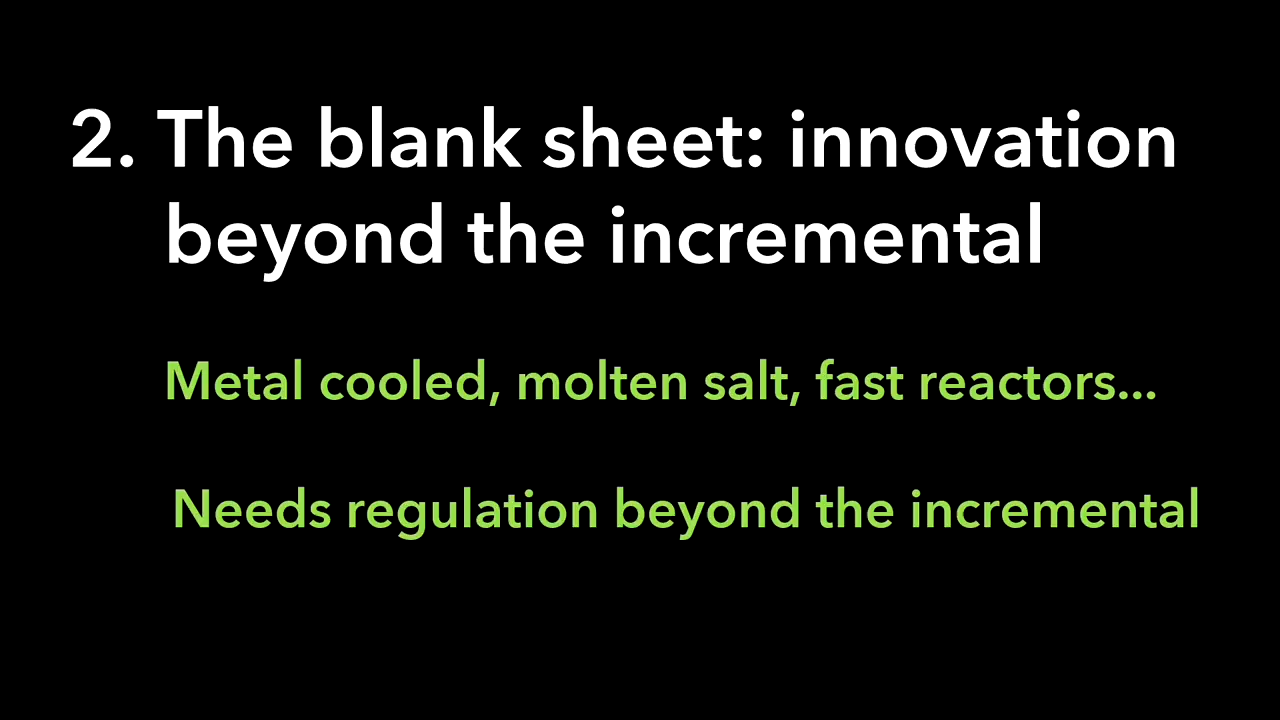 2. The blank sheet: innovation
beyond the incremental
Metal cooled, molten salt, fast reactors...
Needs regulation beyond the incremental